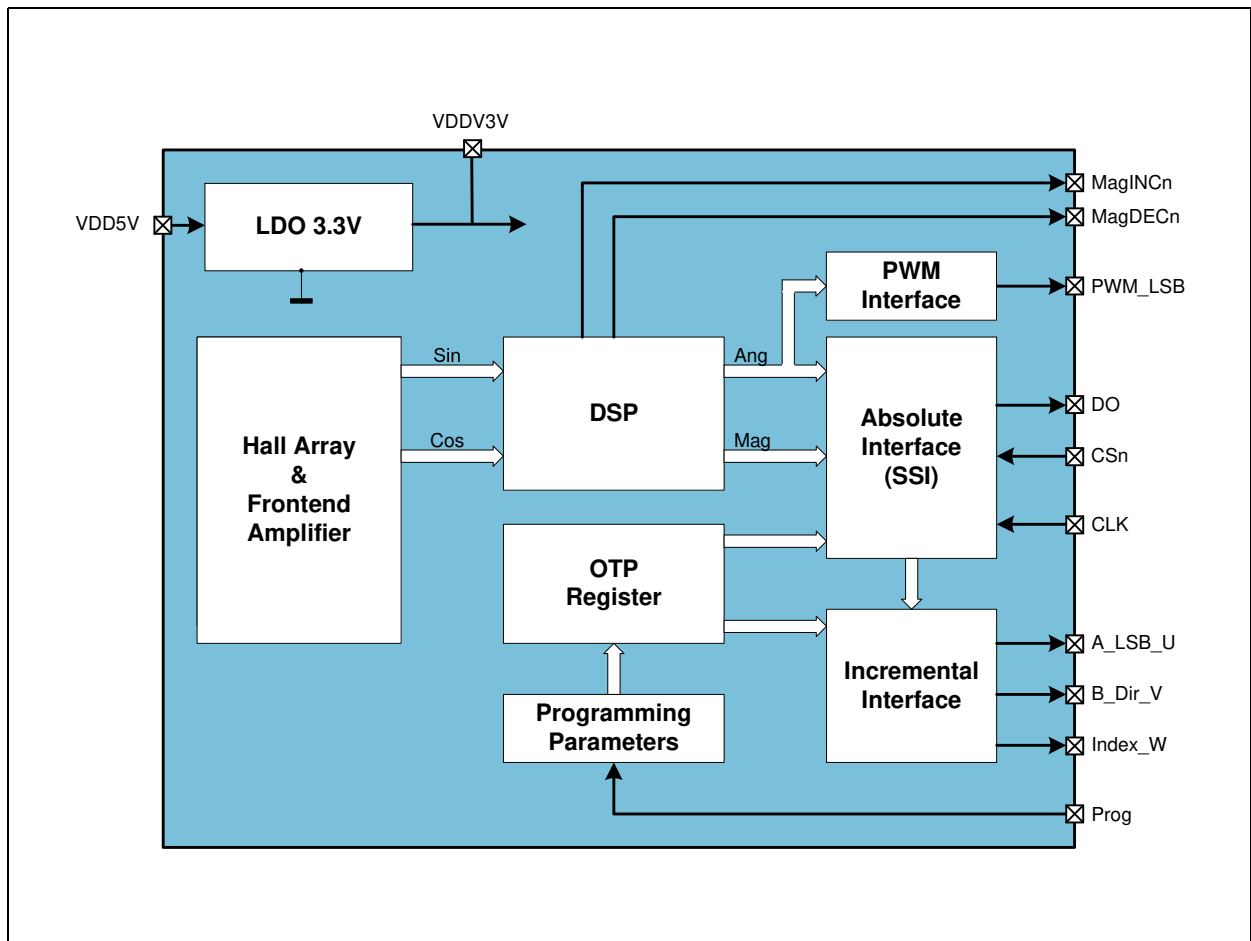 VDDV3V
VDD5V
LDO 3.3V
MagINCn
MagDECn
PWM
Interface
PWM_LSB
Hall Array
&
Frontend
Amplifier
Sin
Cos
DSP
Ang
Mag
Absolute
Interface
(SSI)
DO
CSn
CLK
OTP
Register
Programming
Parameters
Incremental
Interface
A_LSB_U
B_Dir_V
Index_W
Prog